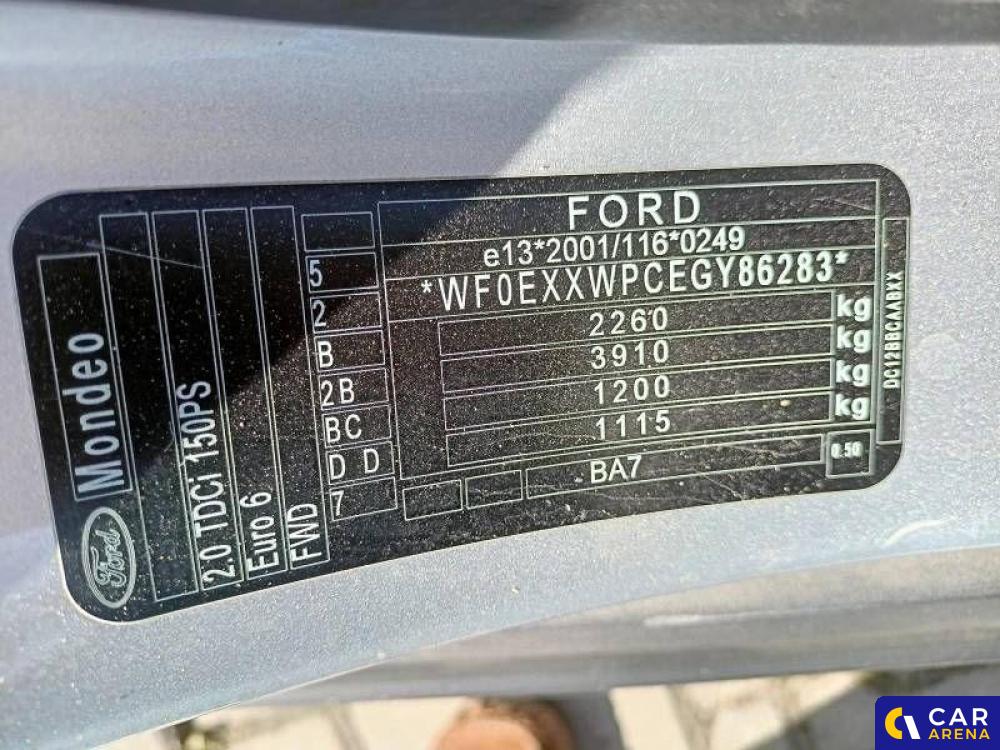 FORD
e13*2001/116*0249
*WF0EXXWPCEGY86283*
2260 kg
3910 kg
1200 kg
1115 kg
BA7
0.50
DC12BBCAABXX
5
2
B
2B
BC
D D
7
FWD
Euro 6
2.0 TDCi 150PS
Mondeo
Ford
CAR
ARENA